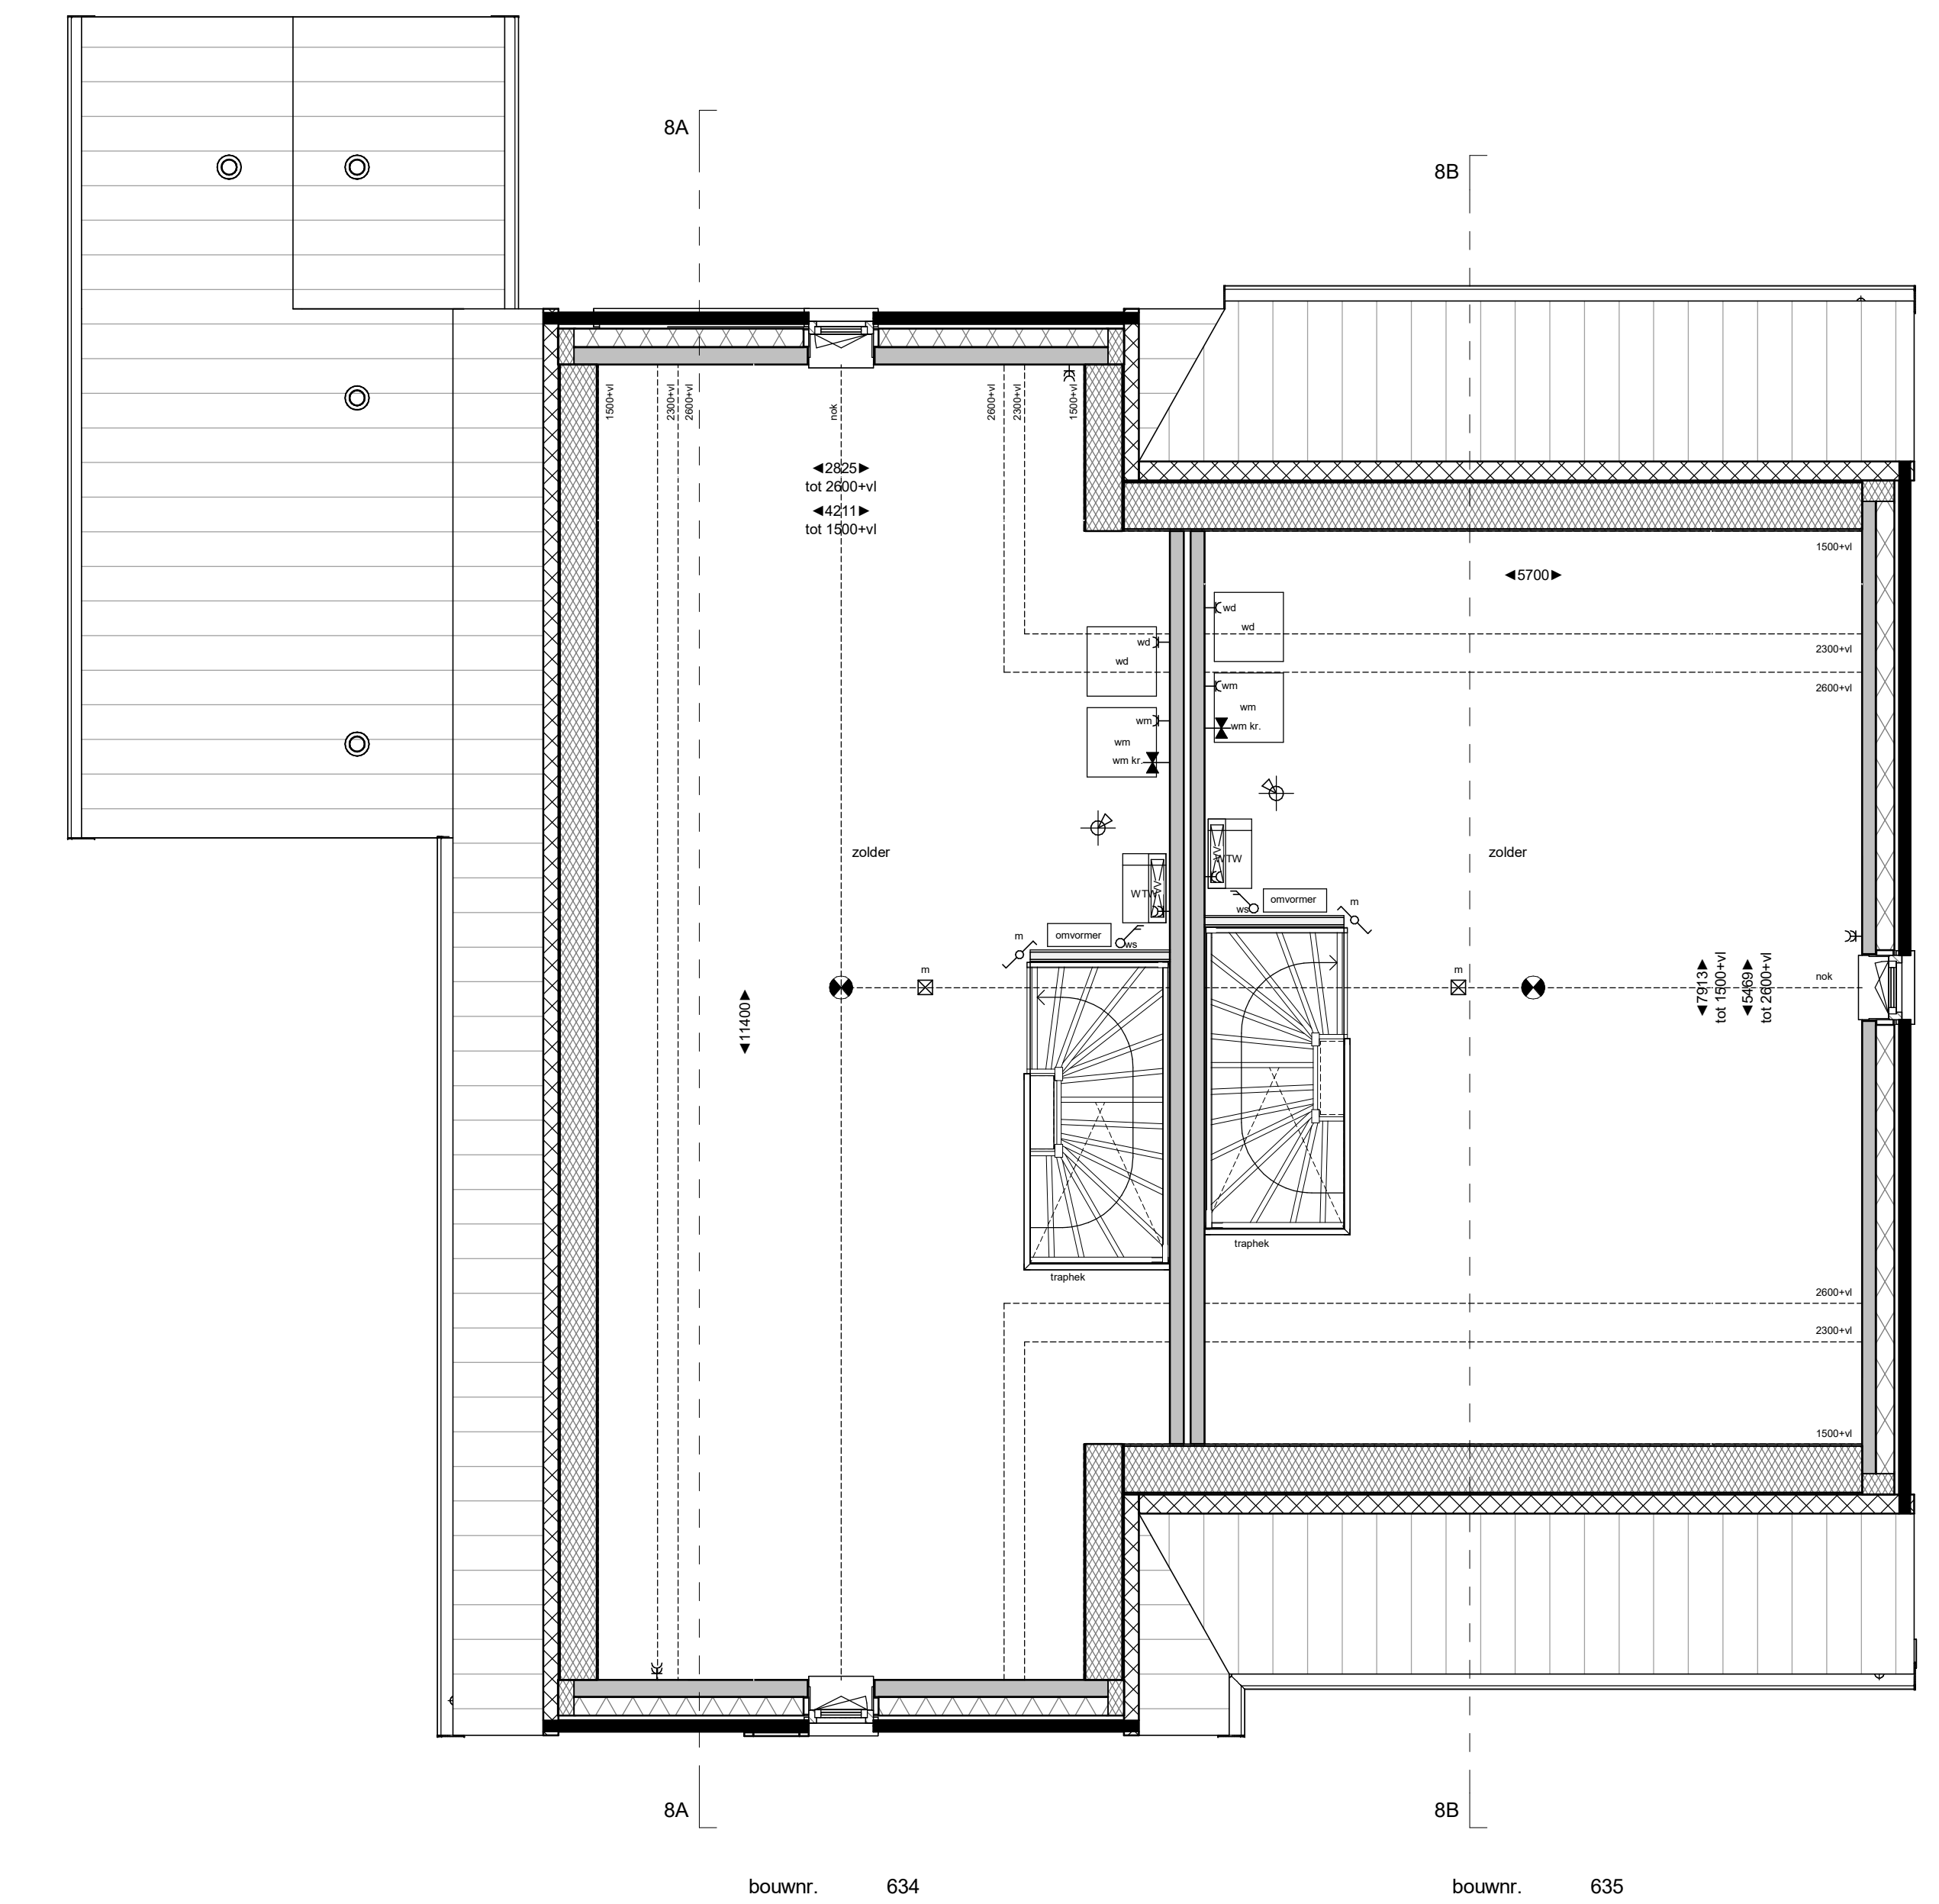 8A
8B
1500+vl
2300+vl
2600+vl
nok
2600+vl
2300+vl
1500+vl
◄2825►
tot 2600+vl
◄4211►
tot 1500+vl
1500+vl
◄5700►
wd
wd
wd
wd
2300+vl
2600+vl
wm
wm
wm kr.
wm
wm
wm kr.
zolder
zolder
WTW
WTW
omvormer
ws
m
omvormer
ws
m
m
m
nok
◄11400►
◄7913►
tot 1500+vl
◄5469►
tot 2600+vl
traphek
traphek
2600+vl
2300+vl
1500+vl
8A
8B
bouwnr. 634
bouwnr. 635